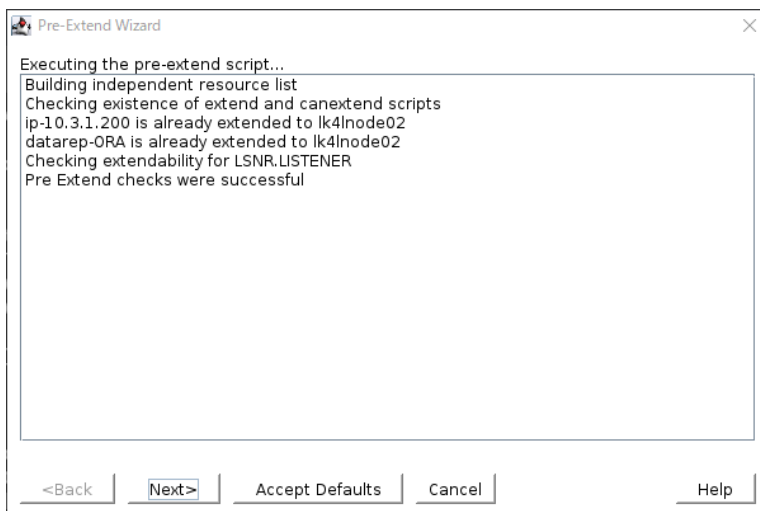 Pre-Extend Wizard
Executing the pre-extend script...
Building independent resource list
Checking existence of extend and canextend scripts
ip-10.3.1.200 is already extended to lk4lnode02
datarep-ORA is already extended to lk4lnode02
Checking extendability for LSNR.LISTENER
Pre Extend checks were successful
<Back Next> Accept Defaults Cancel Help